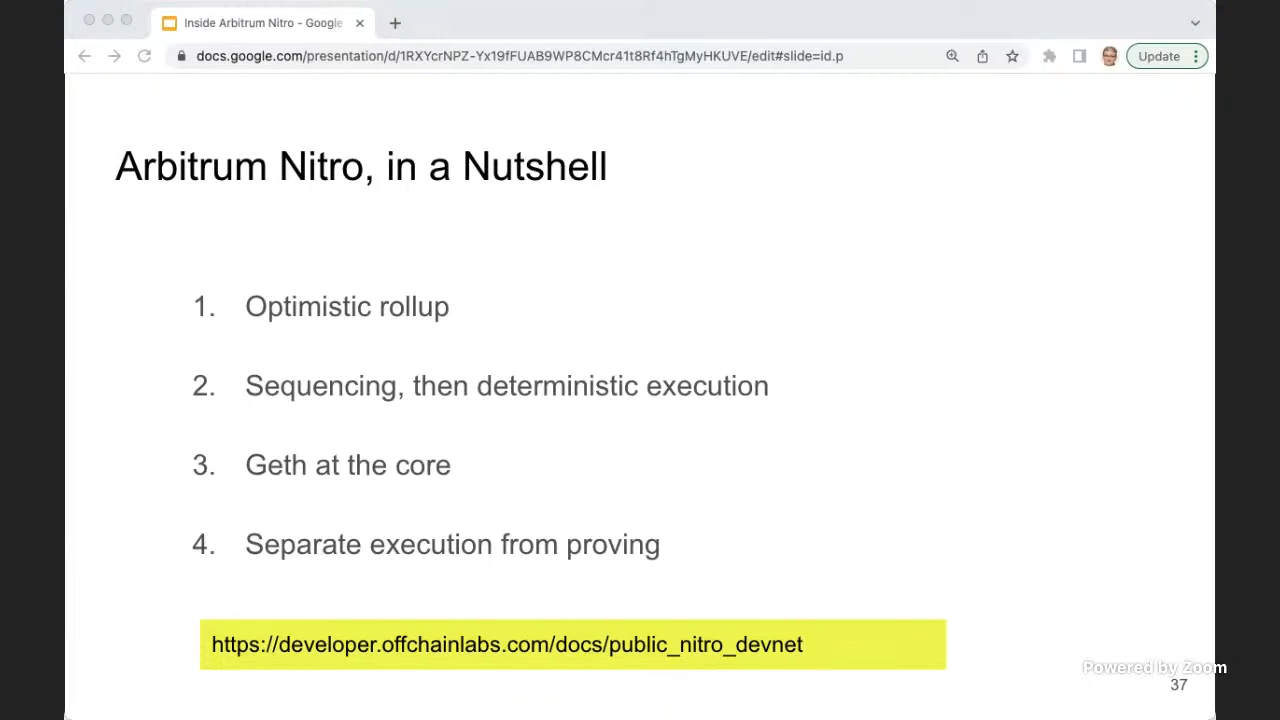 Inside Arbitrum Nitro - Google
docs.google.com/presentation/d/1RXYcrNPZ-Yx19fFUAB9WP8CMcr41t8Rf4hTgMyHKUVE/edit#slide=id.p
Update
Arbitrum Nitro, in a Nutshell
1. Optimistic rollup
2. Sequencing, then deterministic execution
3. Geth at the core
4. Separate execution from proving
https://developer.offchainlabs.com/docs/public_nitro_devnet
Powered by Zoom
37